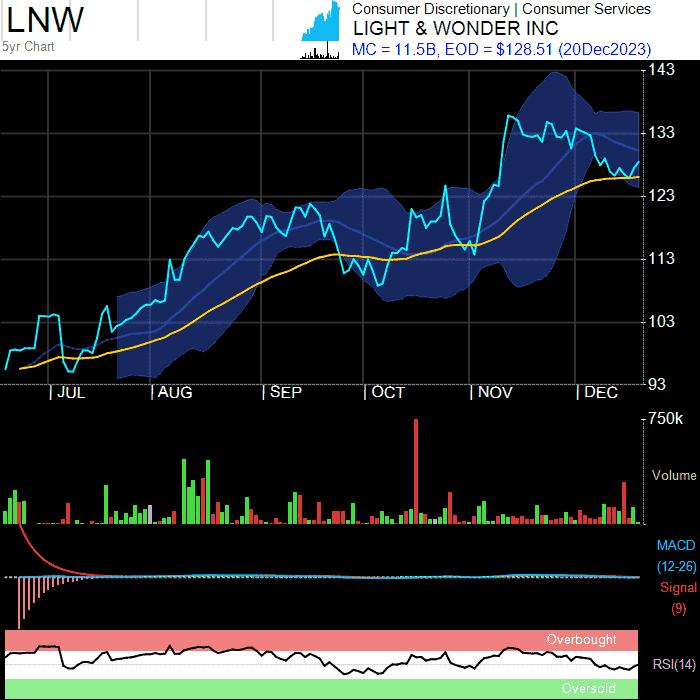 LNW
5yr Chart
Consumer Discretionary | Consumer Services
LIGHT & WONDER INC
MC = 11.5B, EOD = $128.51 (20Dec2023)
143
133
123
113
103
93
| JUL | AUG | SEP | OCT | NOV | DEC
750k
Volume
MACD
(12-26)
Signal
(9)
Overbought
RSI(14)
Oversold